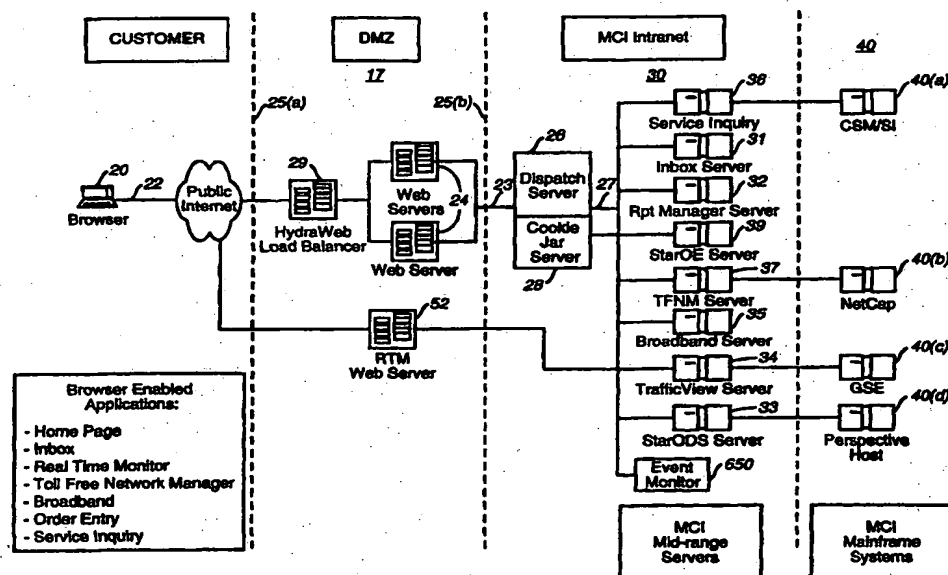 CUSTOMER
DMZ
17
MCI Intranet
30
40
25(a)
25(b)
20
22
Browser
Public
Internet
29
HydraWeb
Load Balancer
Web
Servers
24
Web Server
23
26
Dispatch
Server
Cookie
Jar
Server
28
27
36
Service Inquiry
31
Inbox Server
32
Rpt Manager Server
39
StarOE Server
37
TFNM Server
35
Broadband Server
34
TrafficView Server
33
StarODS Server
Event
Monitor
650
40(a)
CSM/SI
40(b)
NetCap
40(c)
GSE
40(d)
Perspective
Host
52
RTM
Web Server
Browser Enabled
Applications:
- Home Page
- Inbox
- Real Time Monitor
- Toll Free Network Manager
- Broadband
- Order Entry
- Service Inquiry
MCI
Mid-range
Servers
MCI
Mainframe
Systems